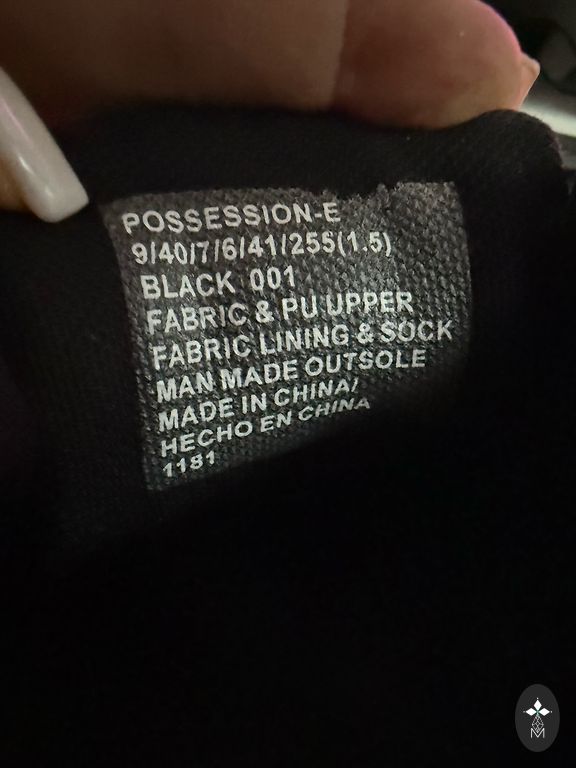 POSSESSION-E
9/40/7/6/41/255(1.5)
BLACK 001
FABRIC & PU UPPER
FABRIC LINING & SOCK
MAN MADE OUTSOLE
MADE IN CHINA/
HECHO EN CHINA
1181
M